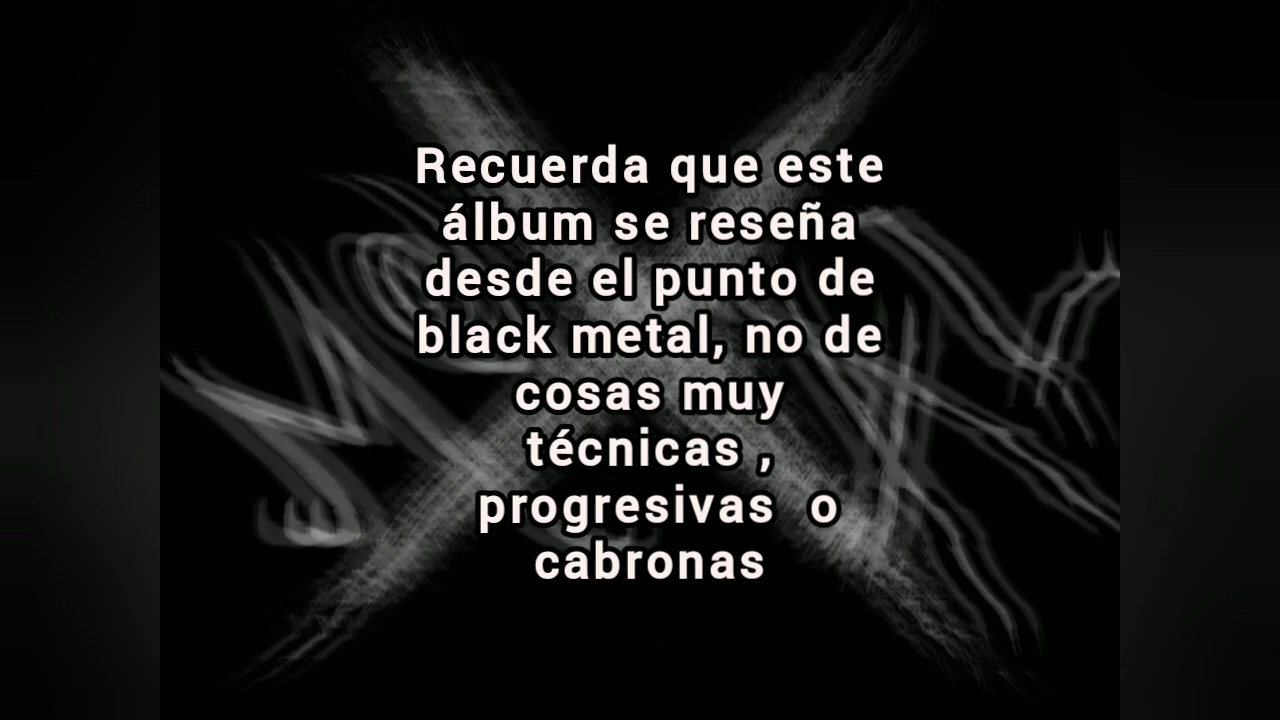 Recuerda que este
álbum se reseña
desde el punto de
black metal, no de
cosas muy
técnicas ,
progresivas o
cabronas